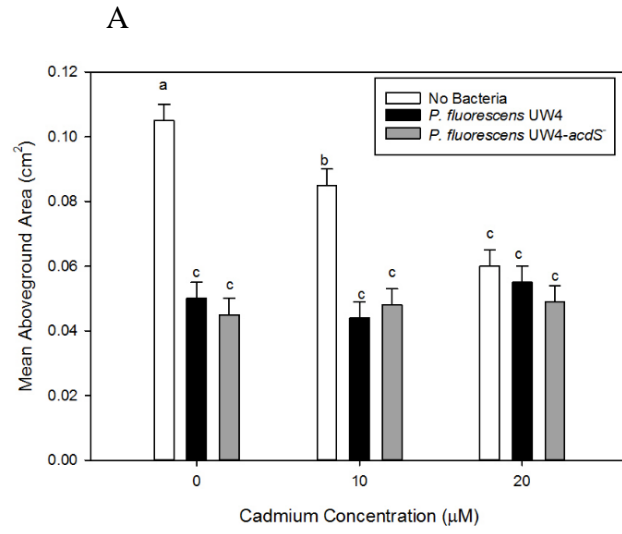 A
0.12
0.10
0.08
0.06
0.04
0.02
0.00
Mean Aboveground Area (cm²)
No Bacteria
P. fluorescens UW4
P. fluorescens UW4-acdS⁻
a
c
c
b
c
c
c
c
c
0
10
20
Cadmium Concentration (μM)